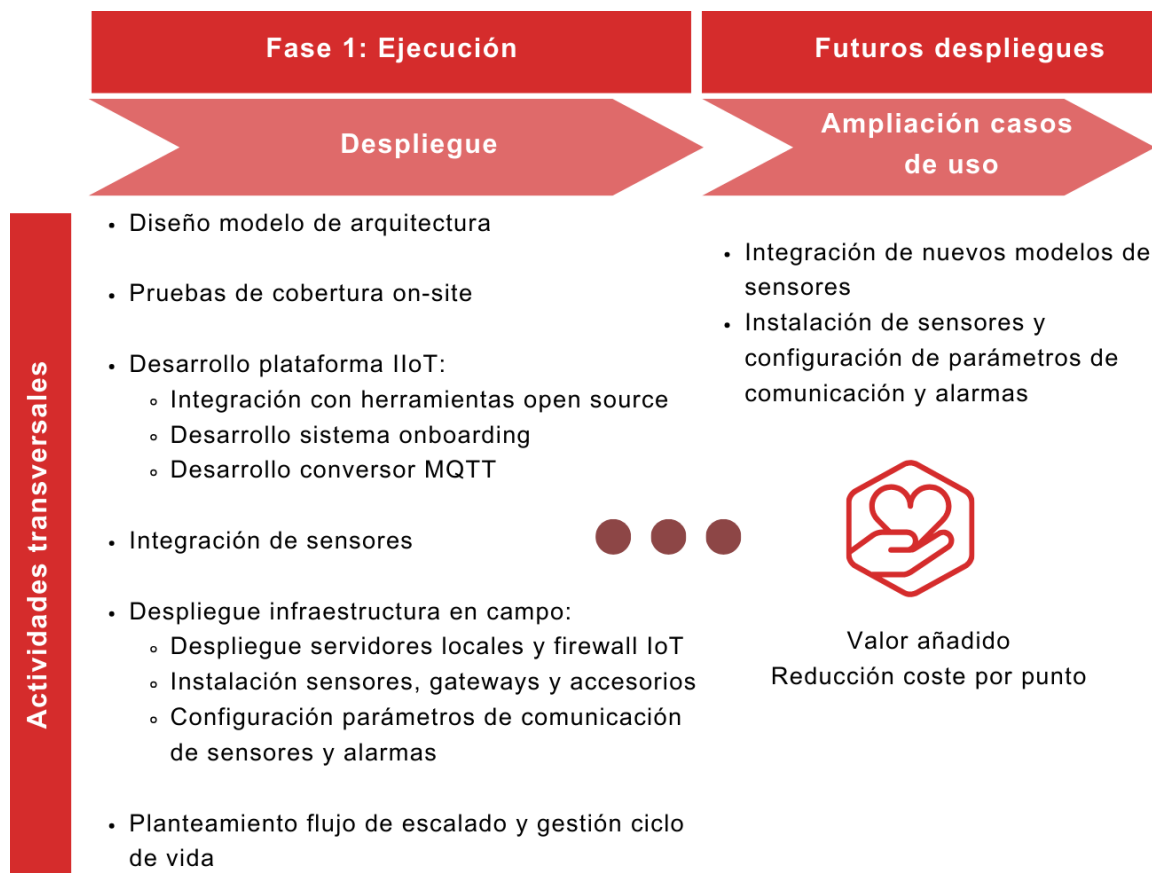 Fase 1: Ejecución
Futuros despliegues
Despliegue
Ampliación casos
de uso
Actividades transversales
• Diseño modelo de arquitectura
• Pruebas de cobertura on-site
• Desarrollo plataforma IIoT:
∘ Integración con herramientas open source
∘ Desarrollo sistema onboarding
∘ Desarrollo conversor MQTT
• Integración de sensores
• Despliegue infraestructura en campo:
∘ Despliegue servidores locales y firewall IoT
∘ Instalación sensores, gateways y accesorios
∘ Configuración parámetros de comunicación
de sensores y alarmas
• Planteamiento flujo de escalado y gestión ciclo
de vida
• Integración de nuevos modelos de
sensores
• Instalación de sensores y
configuración de parámetros de
comunicación y alarmas
Valor añadido
Reducción coste por punto